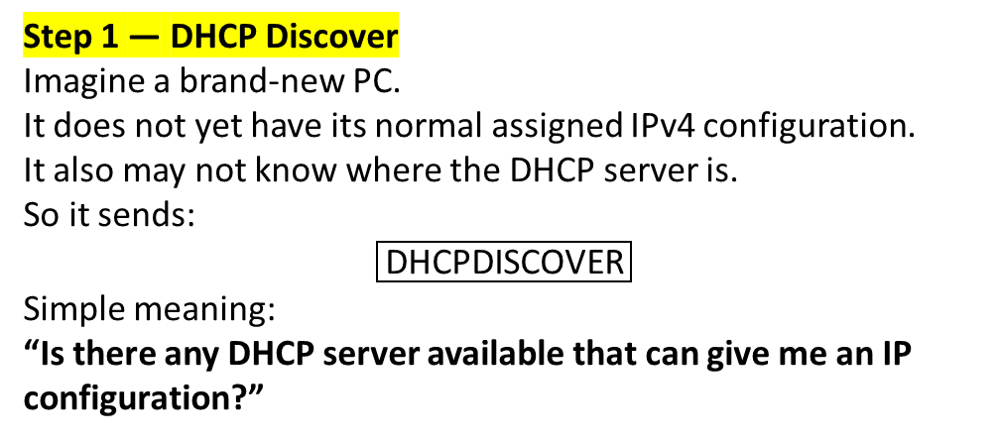 Step 1 — DHCP Discover
Imagine a brand-new PC.
It does not yet have its normal assigned IPv4 configuration.
It also may not know where the DHCP server is.
So it sends:
DHCPDISCOVER
Simple meaning:
“Is there any DHCP server available that can give me an IP
configuration?”